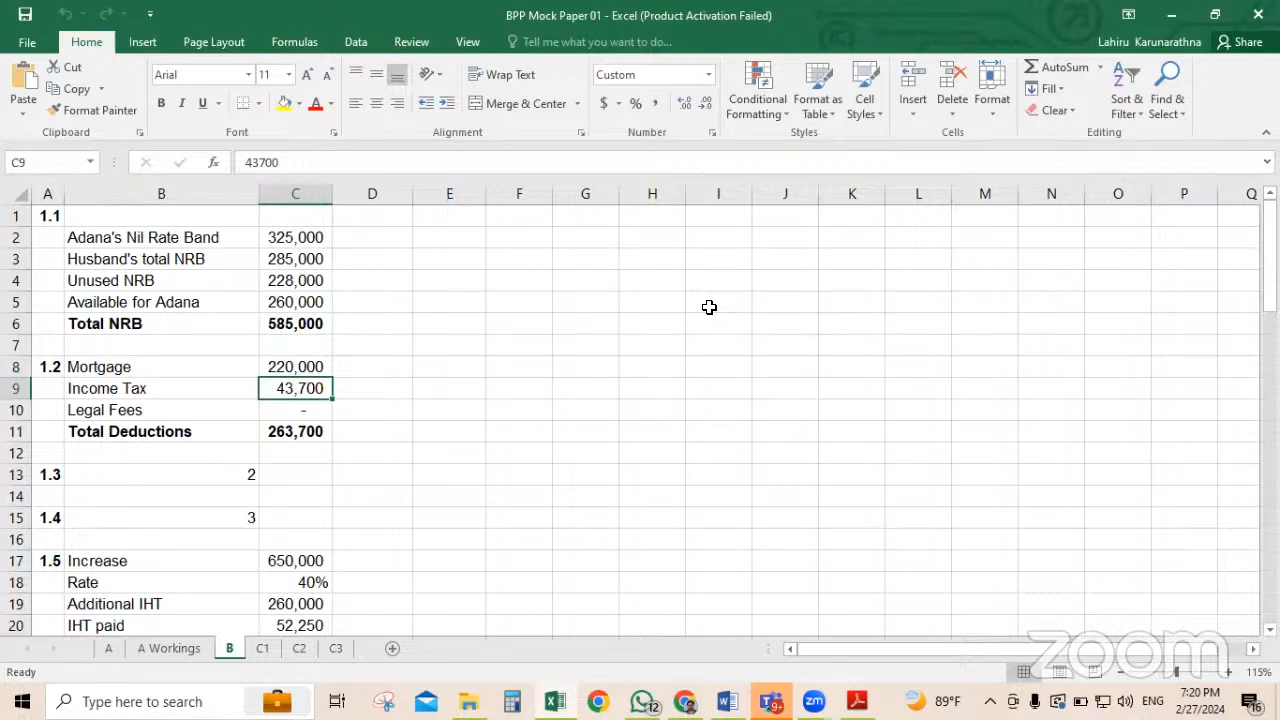 BPP Mock Paper 01 - Excel (Product Activation Failed)
File Home Insert Page Layout Formulas Data Review View Tell me what you want to do... Lahiru Karunarathna Share
Cut
Copy
Format Painter
Paste
Clipboard
Arial 11
B I U
Font
Wrap Text
Merge & Center
Alignment
Custom
$ % ,
Number
Conditional Formatting
Format as Table
Cell Styles
Styles
Insert Delete Format
Cells
AutoSum
Fill
Clear
Sort & Filter
Find & Select
Editing
C9 fx 43700
A B C D E F G H I J K L M N O P Q
1 1.1
2 Adana's Nil Rate Band 325,000
3 Husband's total NRB 285,000
4 Unused NRB 228,000
5 Available for Adana 260,000
6 Total NRB 585,000
7
8 1.2 Mortgage 220,000
9 Income Tax 43,700
10 Legal Fees -
11 Total Deductions 263,700
12
13 1.3 2
14
15 1.4 3
16
17 1.5 Increase 650,000
18 Rate 40%
19 Additional IHT 260,000
20 IHT paid 52,250
A A Workings B C1 C2 C3
zoom
Ready 115%
Type here to search 12 9+ 89°F ENG 7:20 PM
2/27/2024 16